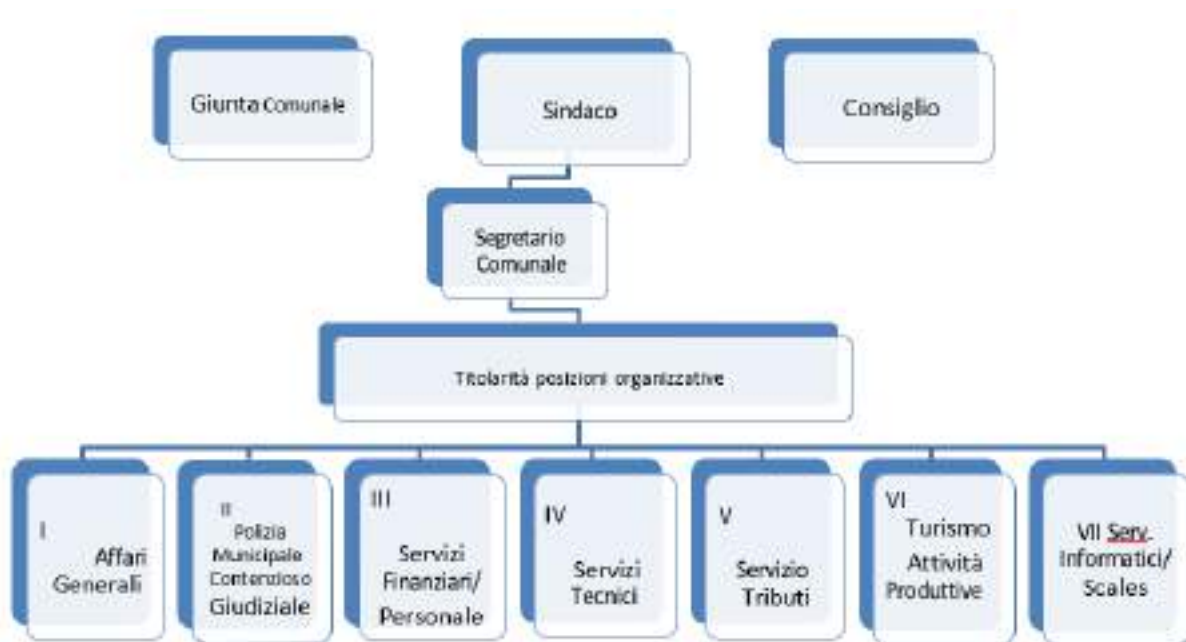 Giunta Comunale
Sindaco
Consiglio
Segretario
Comunale
Titolarità posizioni organizzative
I
Affari
Generali
II
Polizia
Municipale
Contenzioso
Giudiziale
III
Servizi
Finanziari/
Personale
IV
Servizi
Tecnici
V
Servizio
Tributi
VI
Turismo
Attività
Produttive
VII Serv.
Informatici/
Scales